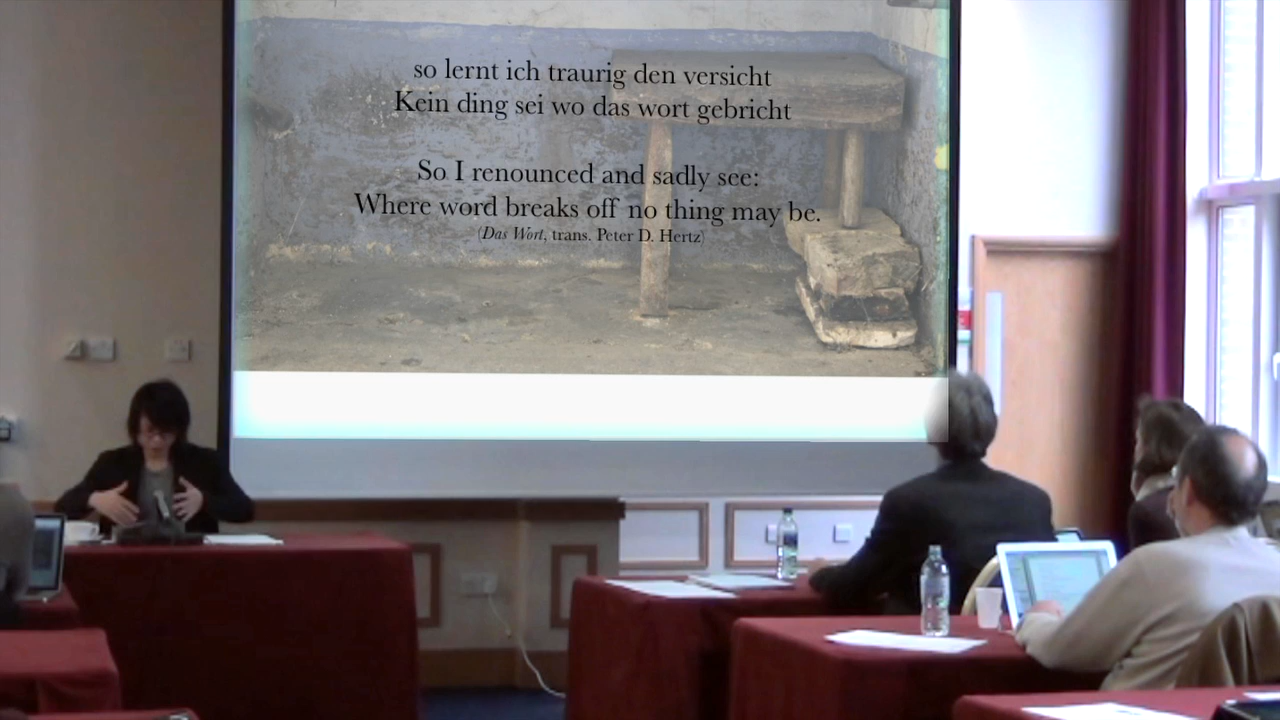 so lernt ich traurig den versicht
Kein ding sei wo das wort gebricht
So I renounced and sadly see:
Where word breaks off no thing may be.
(Das Wort, trans. Peter D. Hertz)